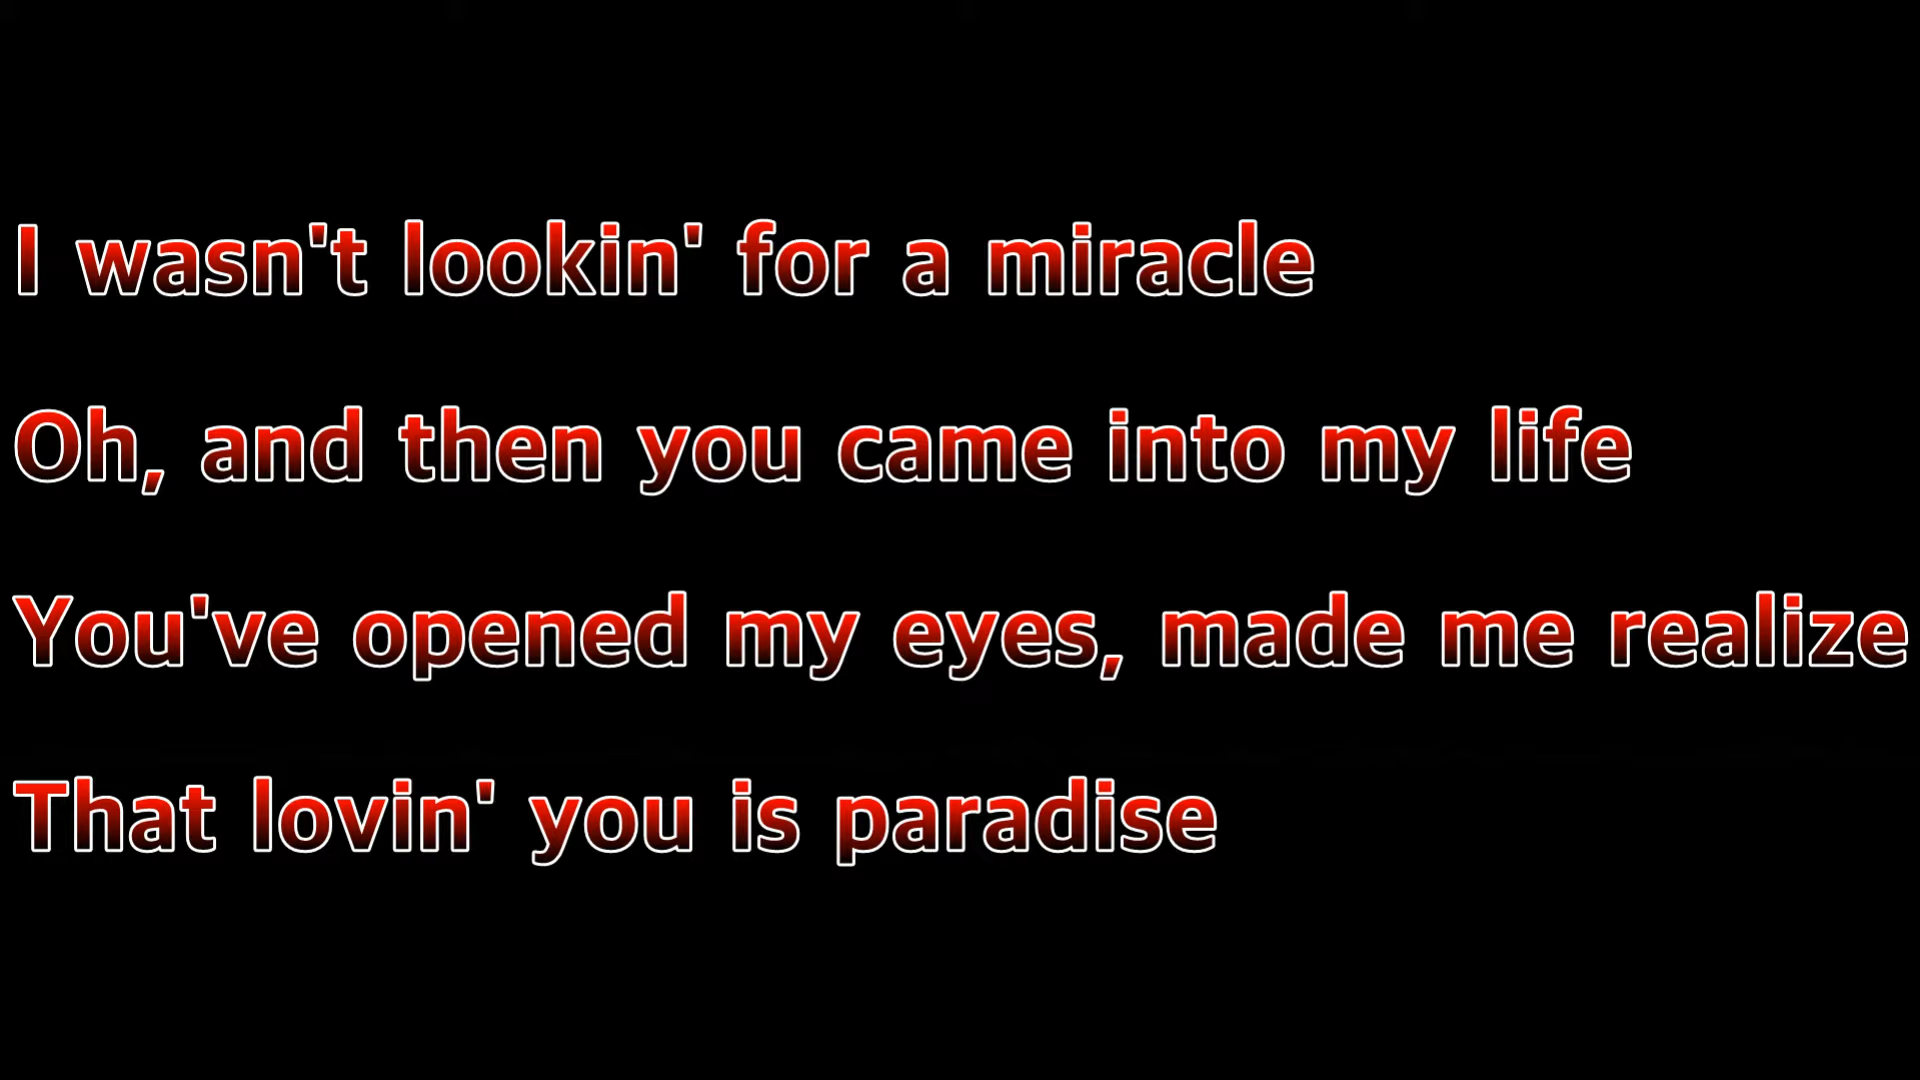 I wasn't lookin' for a miracle
Oh, and then you came into my life
You've opened my eyes, made me realize
That lovin' you is paradise